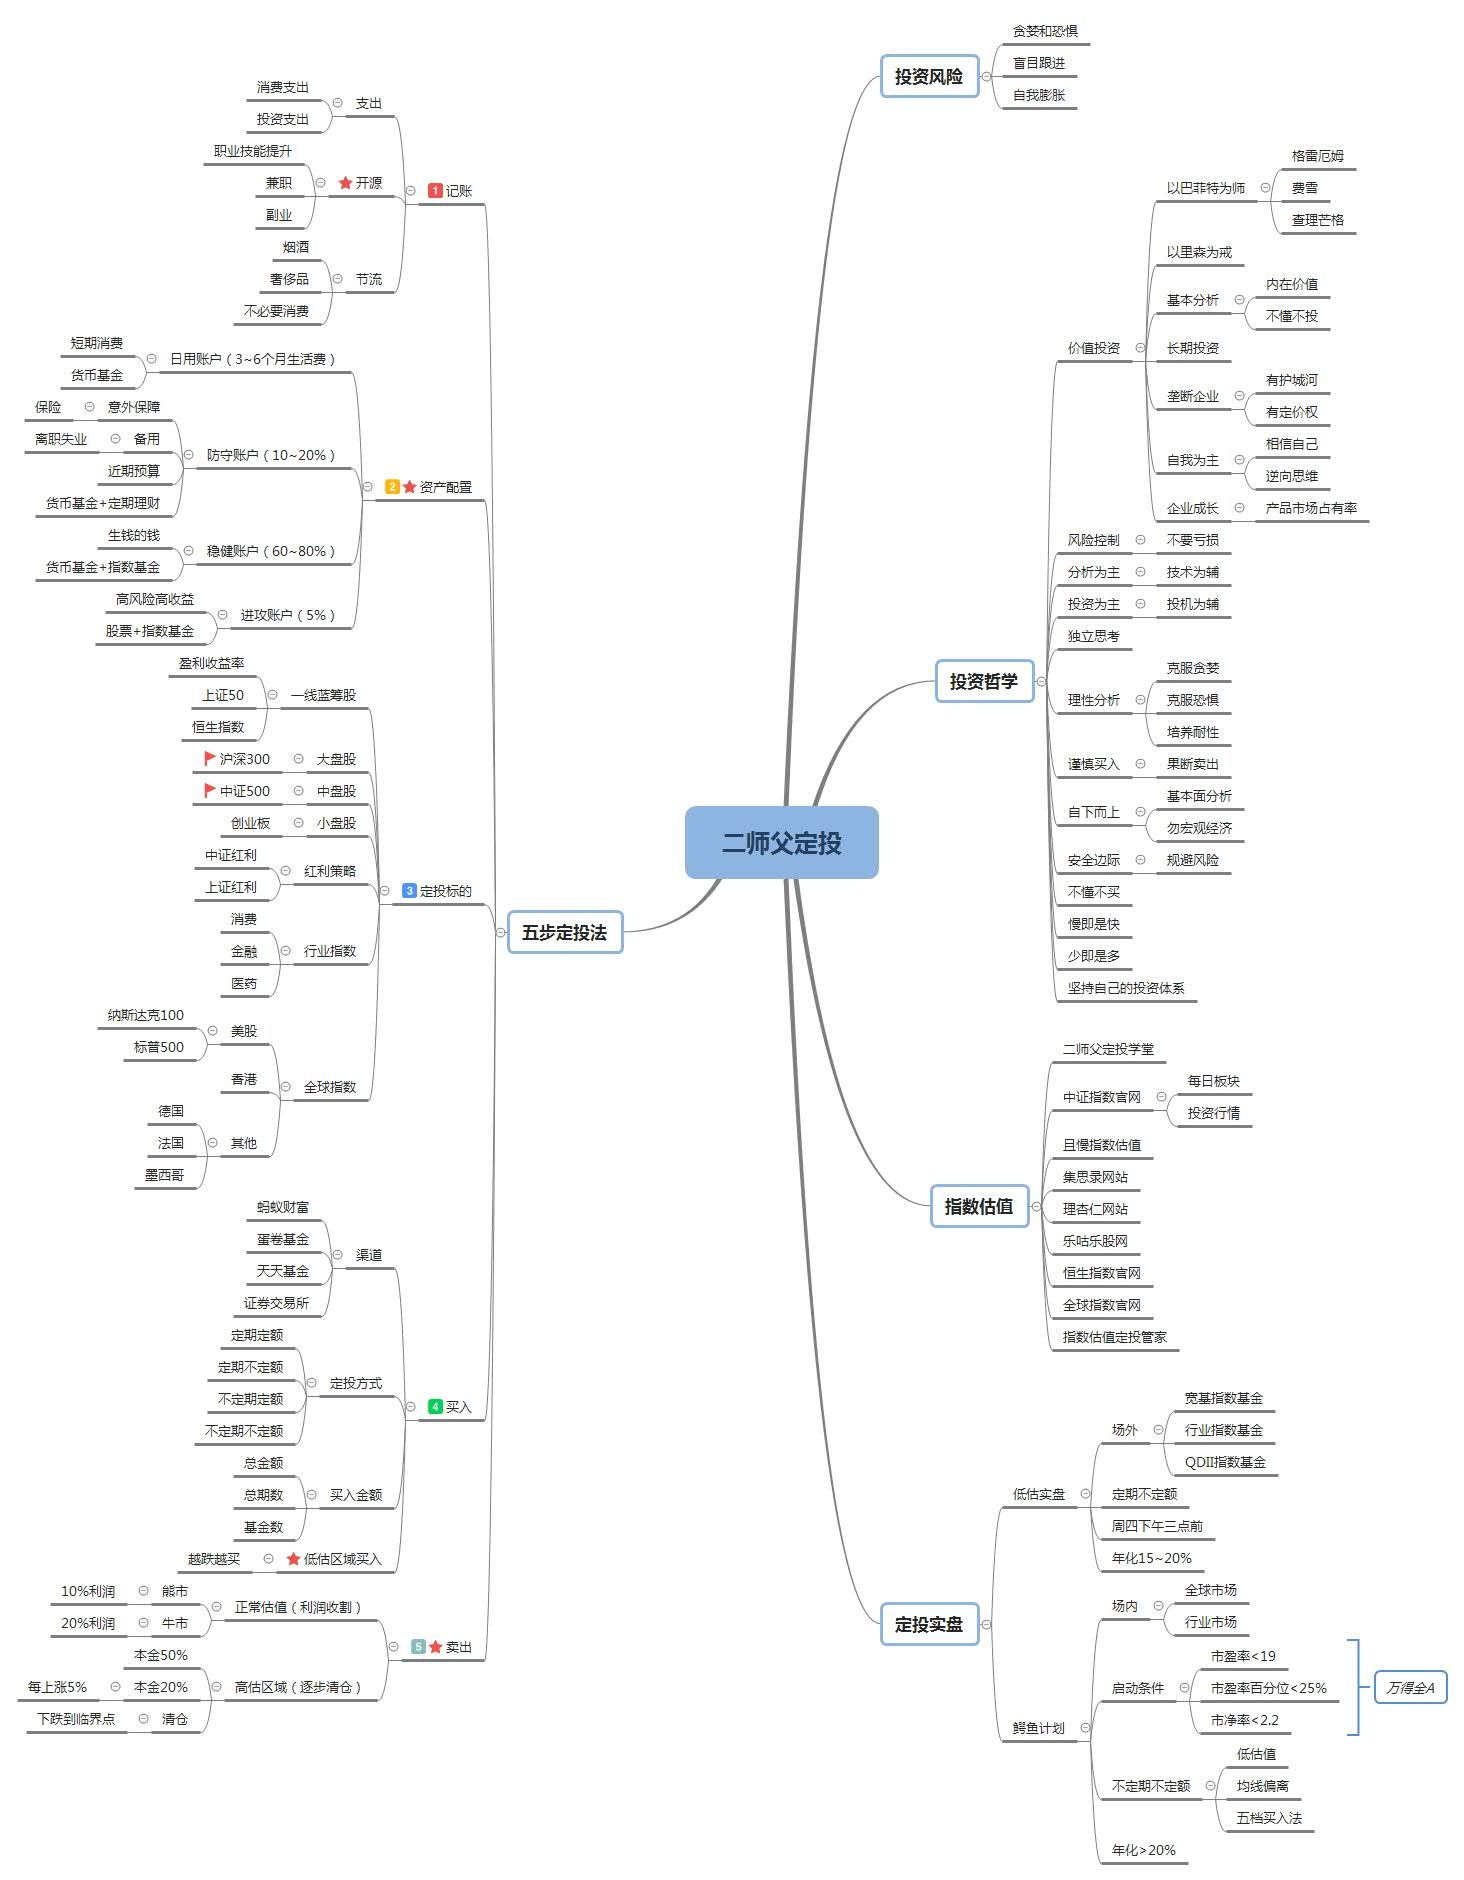 二师父定投
投资风险
贪婪和恐惧
盲目跟进
自我膨胀
投资哲学
价值投资
以巴菲特为师
格雷厄姆
费雪
查理芒格
以里森为戒
基本分析
内在价值
不懂不投
长期投资
垄断企业
有护城河
有定价权
自我为主
相信自己
逆向思维
企业成长
产品市场占有率
风险控制
不要亏损
分析为主
技术为辅
投资为主
投机为辅
独立思考
理性分析
克服贪婪
克服恐惧
培养耐性
谨慎买入
果断卖出
自下而上
基本面分析
勿宏观经济
安全边际
规避风险
不懂不买
慢即是快
少即是多
坚持自己的投资体系
指数估值
二师父定投学堂
中证指数官网
每日板块
投资行情
且慢指数估值
集思录网站
理杏仁网站
乐咕乐股网
恒生指数官网
全球指数官网
指数估值定投管家
定投实盘
低估实盘
场外
宽基指数基金
行业指数基金
QDII指数基金
定期不定额
周四下午三点前
年化15~20%
鳄鱼计划
场内
全球市场
行业市场
启动条件
市盈率<19
市盈率百分位<25%
市净率<2.2
万得全A
不定期不定额
低估值
均线偏离
五档买入法
年化>20%
五步定投法
1 记账
支出
消费支出
投资支出
开源
职业技能提升
兼职
副业
节流
烟酒
奢侈品
不必要消费
2 资产配置
日用账户（3~6个月生活费）
短期消费
货币基金
防守账户（10~20%）
意外保障
保险
备用
离职失业
近期预算
货币基金+定期理财
稳健账户（60~80%）
生钱的钱
货币基金+指数基金
进攻账户（5%）
高风险高收益
股票+指数基金
3 定投标的
一线蓝筹股
盈利收益率
上证50
恒生指数
大盘股
沪深300
中盘股
中证500
小盘股
创业板
红利策略
中证红利
上证红利
行业指数
消费
金融
医药
全球指数
美股
纳斯达克100
标普500
香港
其他
德国
法国
墨西哥
4 买入
渠道
蚂蚁财富
蛋卷基金
天天基金
证券交易所
定投方式
定期定额
定期不定额
不定期定额
不定期不定额
买入金额
总金额
总期数
基金数
低估区域买入
越跌越买
5 卖出
正常估值（利润收割）
熊市
10%利润
牛市
20%利润
高估区域（逐步清仓）
本金50%
本金20%
每上涨5%
清仓
下跌到临界点